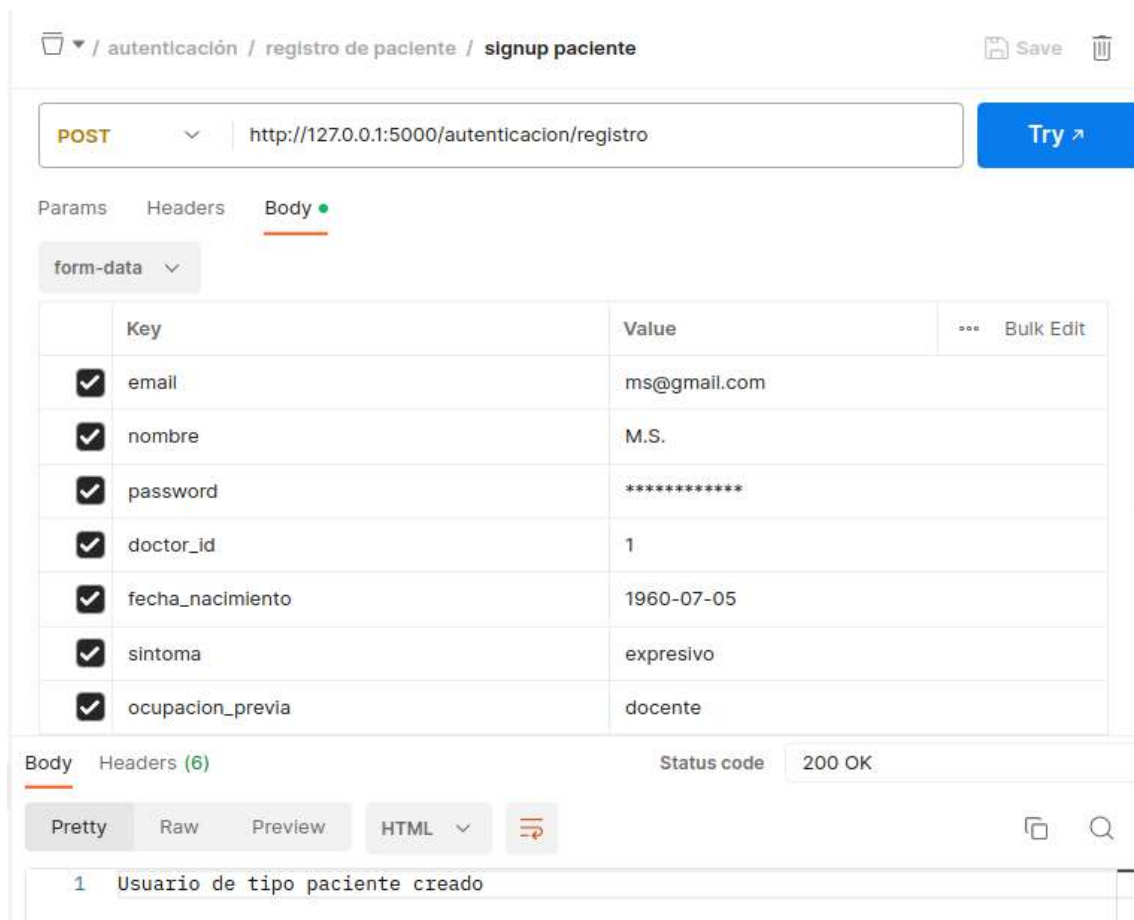 / autenticación / registro de paciente / signup paciente Save
POST http://127.0.0.1:5000/autenticacion/registro Try
Params Headers Body
form-data
Key Value Bulk Edit
email ms@gmail.com
nombre M.S.
password ************
doctor_id 1
fecha_nacimiento 1960-07-05
sintoma expresivo
ocupacion_previa docente
Body Headers (6) Status code 200 OK
Pretty Raw Preview HTML
1 Usuario de tipo paciente creado